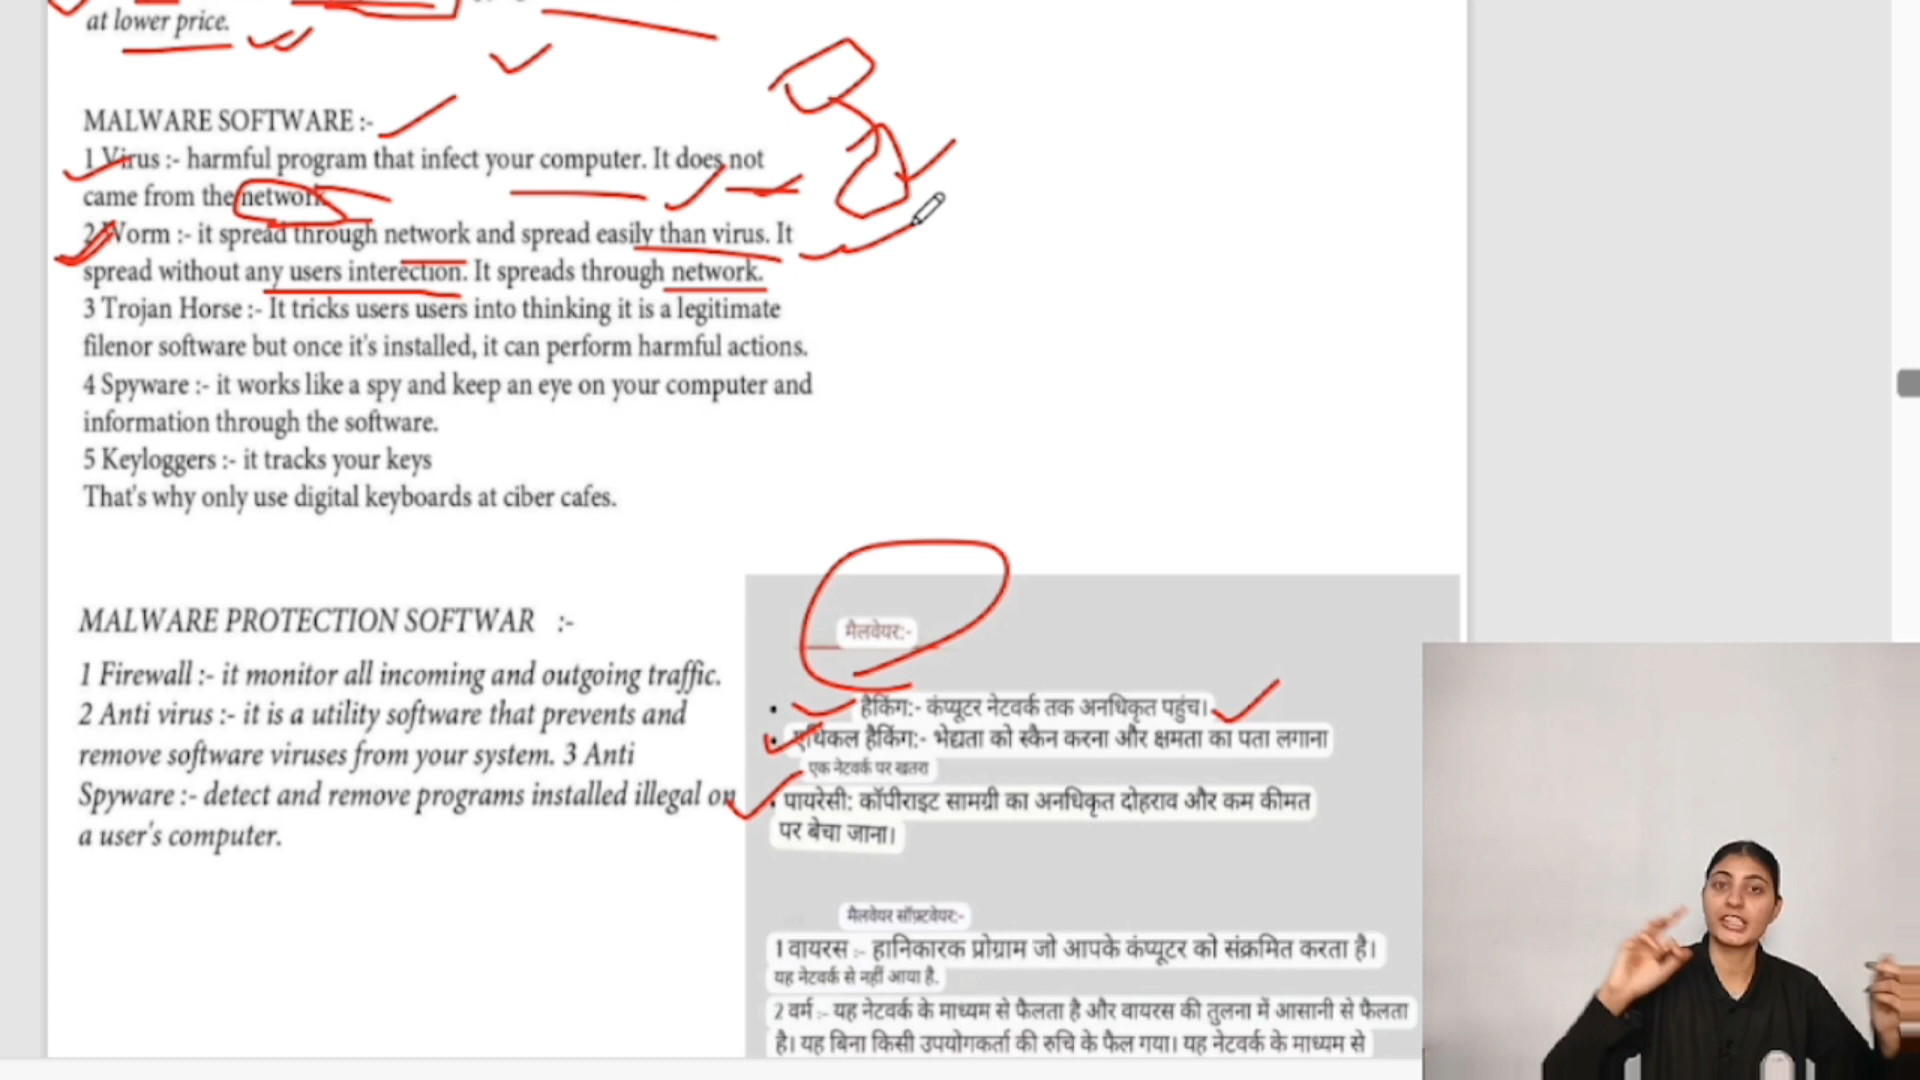 at lower price.
MALWARE SOFTWARE :-
1 Virus :- harmful program that infect your computer. It does not
came from the network.
2 Worm :- it spread through network and spread easily than virus. It
spread without any users interection. It spreads through network.
3 Trojan Horse :- It tricks users users into thinking it is a legitimate
filenor software but once it's installed, it can perform harmful actions.
4 Spyware :- it works like a spy and keep an eye on your computer and
information through the software.
5 Keyloggers :- it tracks your keys
That's why only use digital keyboards at ciber cafes.
MALWARE PROTECTION SOFTWAR :-
1 Firewall :- it monitor all incoming and outgoing traffic.
2 Anti virus :- it is a utility software that prevents and
remove software viruses from your system. 3 Anti
Spyware :- detect and remove programs installed illegal on
a user's computer.
मैलवेयर:-
• हैकिंग:- कंप्यूटर नेटवर्क तक अनधिकृत पहुंच।
• एथिकल हैकिंग:- भेद्यता को स्कैन करना और क्षमता का पता लगाना
एक नेटवर्क पर खतरा
• पायरेसी: कॉपीराइट सामग्री का अनधिकृत दोहराव और कम कीमत
पर बेचा जाना।
मैलवेयर सॉफ़्टवेयर:-
1 वायरस :- हानिकारक प्रोग्राम जो आपके कंप्यूटर को संक्रमित करता है।
यह नेटवर्क से नहीं आया है.
2 वर्म :- यह नेटवर्क के माध्यम से फैलता है और वायरस की तुलना में आसानी से फैलता
है। यह बिना किसी उपयोगकर्ता की रुचि के फैल गया। यह नेटवर्क के माध्यम से